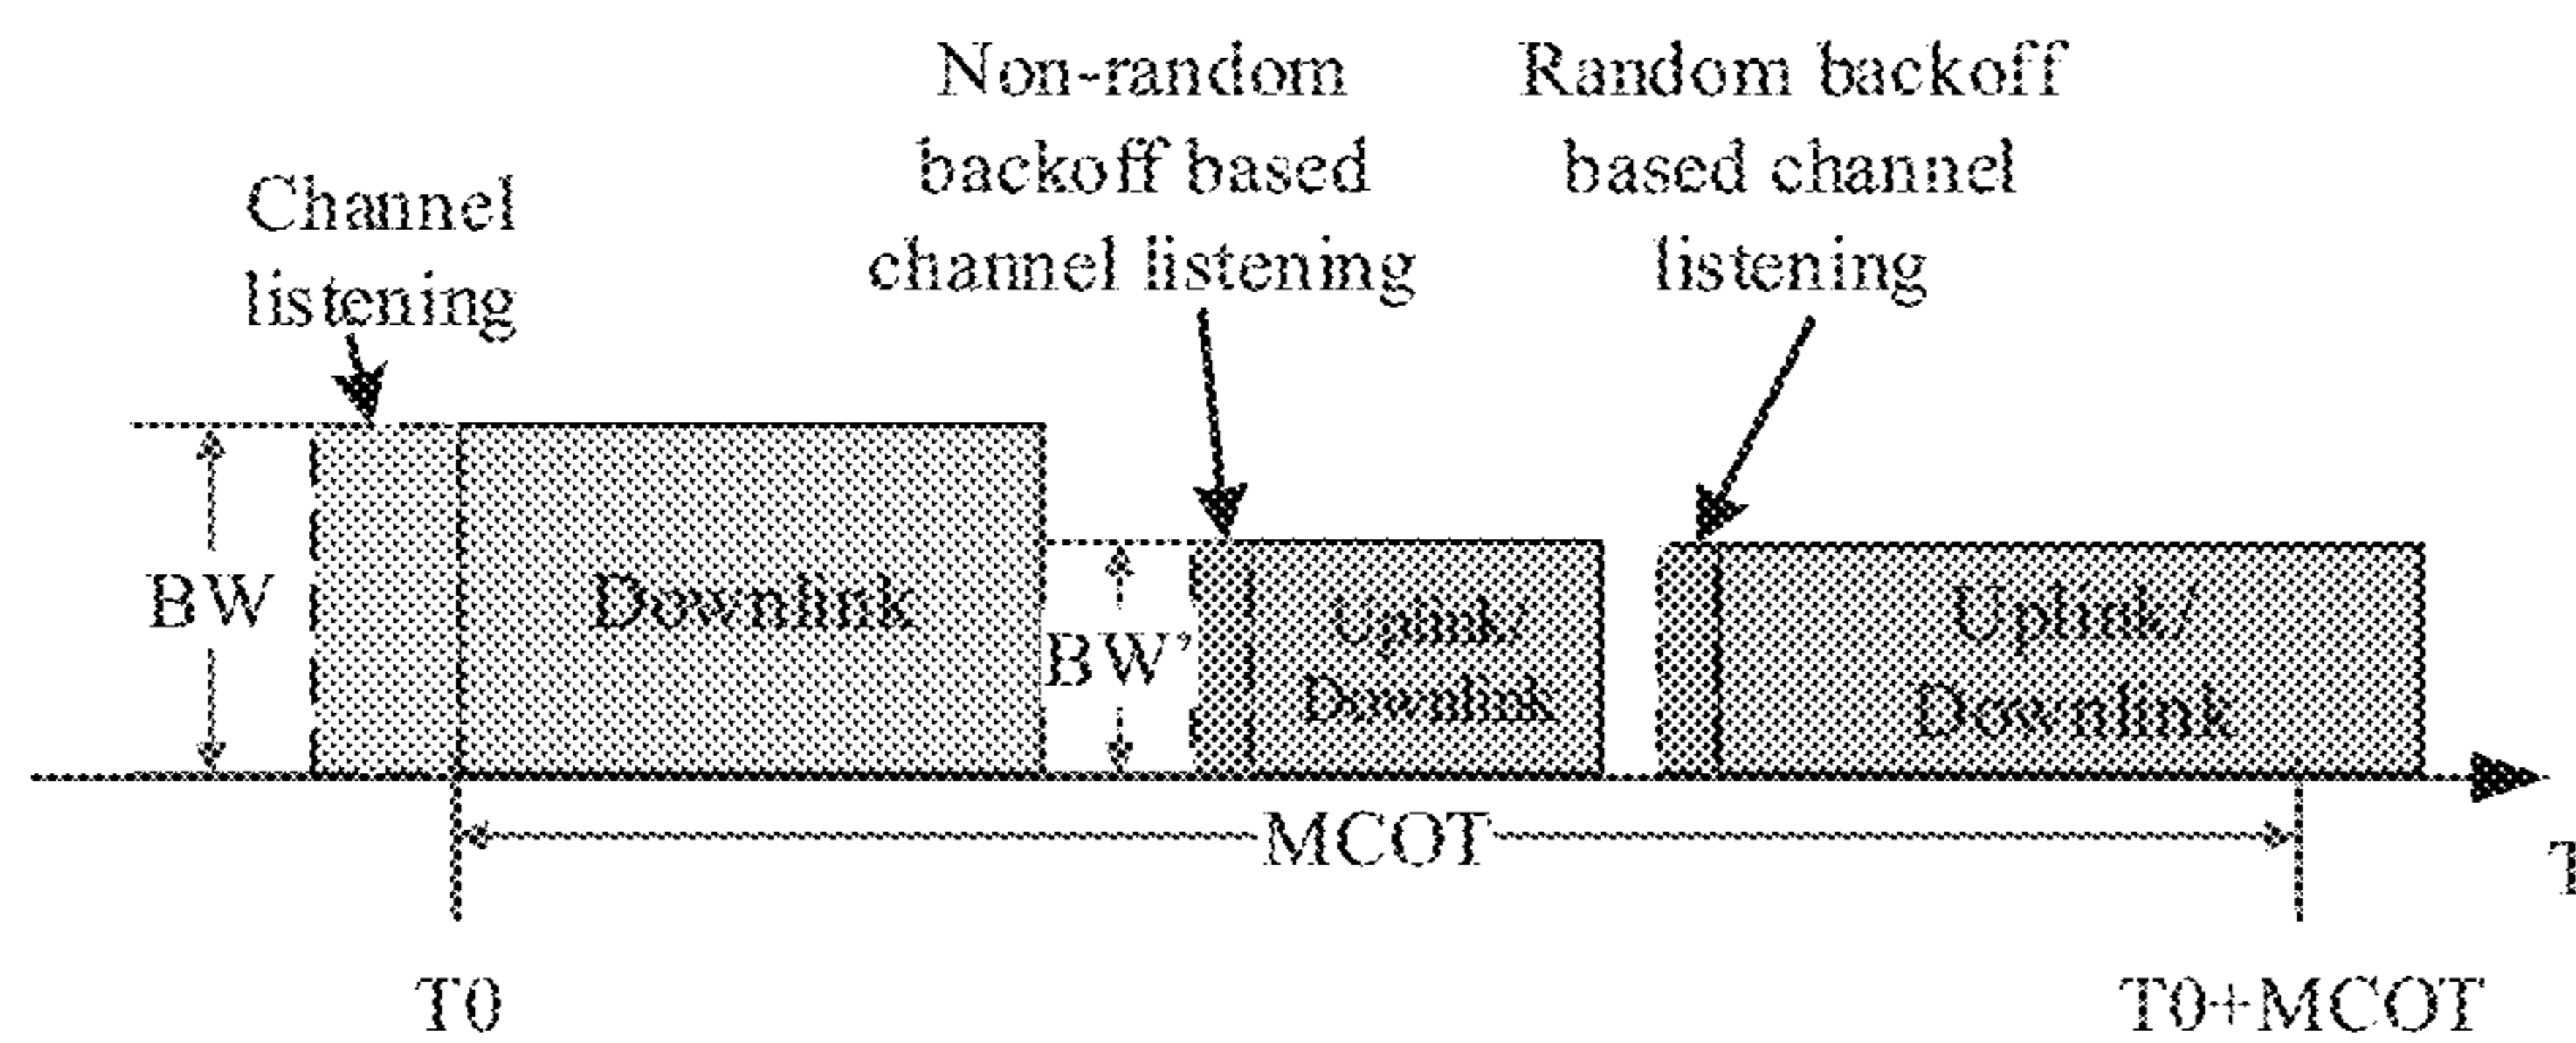 Channel
listening
Non-random
backoff based
channel listening
Random backoff
based channel
listening
BW
Downlink
BW'
Uplink/
Downlink
Uplink/
Downlink
MCOT
T
T0
T0+MCOT